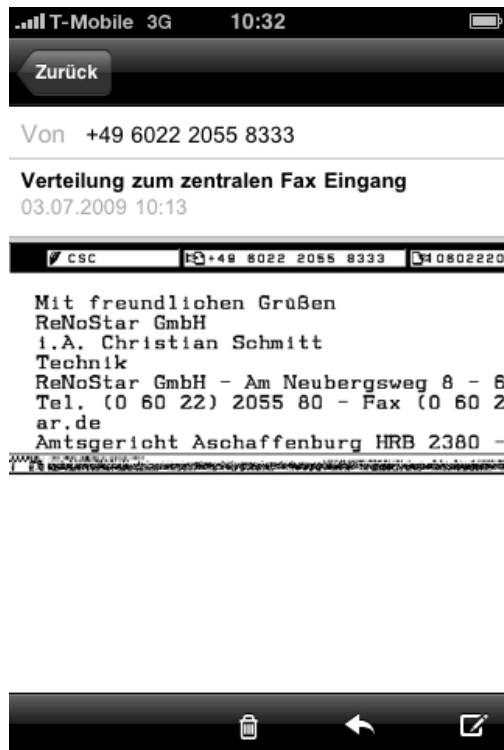 T-Mobile 3G 10:32
Zurück
Von +49 6022 2055 8333
Verteilung zum zentralen Fax Eingang
03.07.2009 10:13
CSC +49 6022 2055 8333 0602220
Mit freundlichen Grüßen
ReNoStar GmbH
i.A. Christian Schmitt
Technik
ReNoStar GmbH - Am Neubergsweg 8 - 6
Tel. (0 60 22) 2055 80 - Fax (0 60 2
ar.de
Amtsgericht Aschaffenburg HRB 2380 -